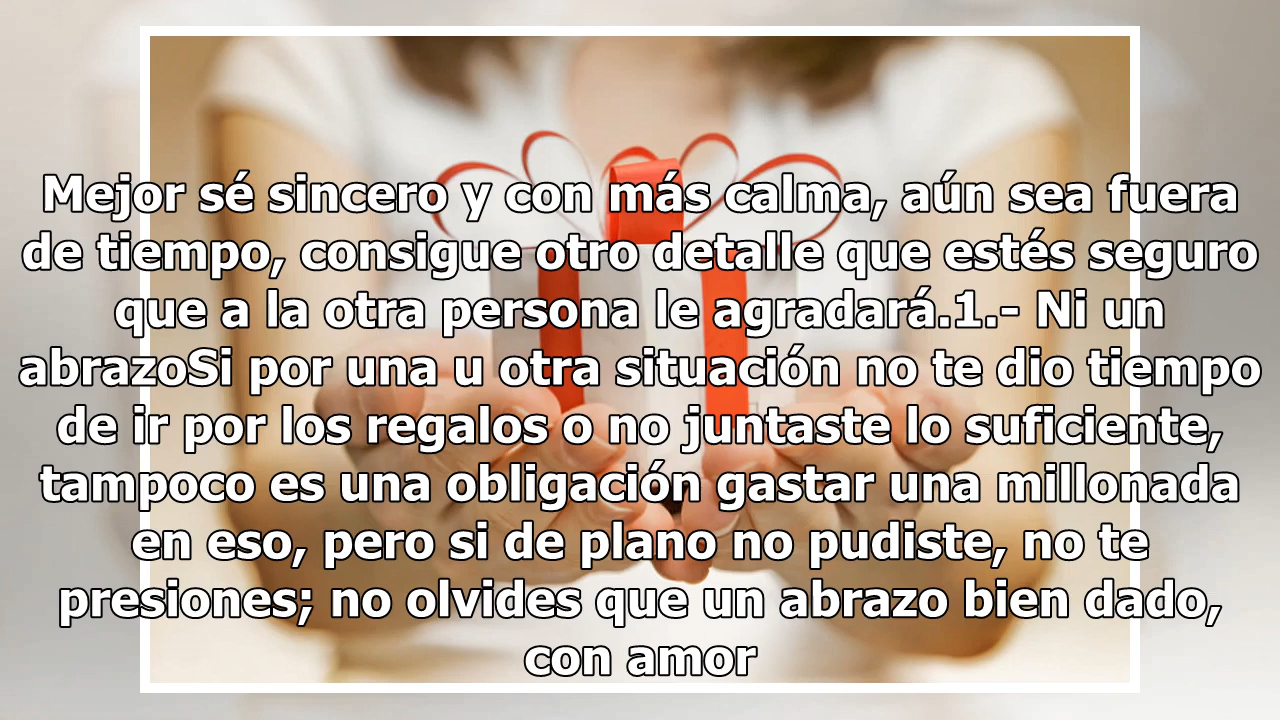 Mejor sé sincero y con más calma, aún sea fuera
de tiempo, consigue otro detalle que estés seguro
que a la otra persona le agradará.1.- Ni un
abrazoSi por una u otra situación no te dio tiempo
de ir por los regalos o no juntaste lo suficiente,
tampoco es una obligación gastar una millonada
en eso, pero si de plano no pudiste, no te
presiones; no olvides que un abrazo bien dado,
con amor